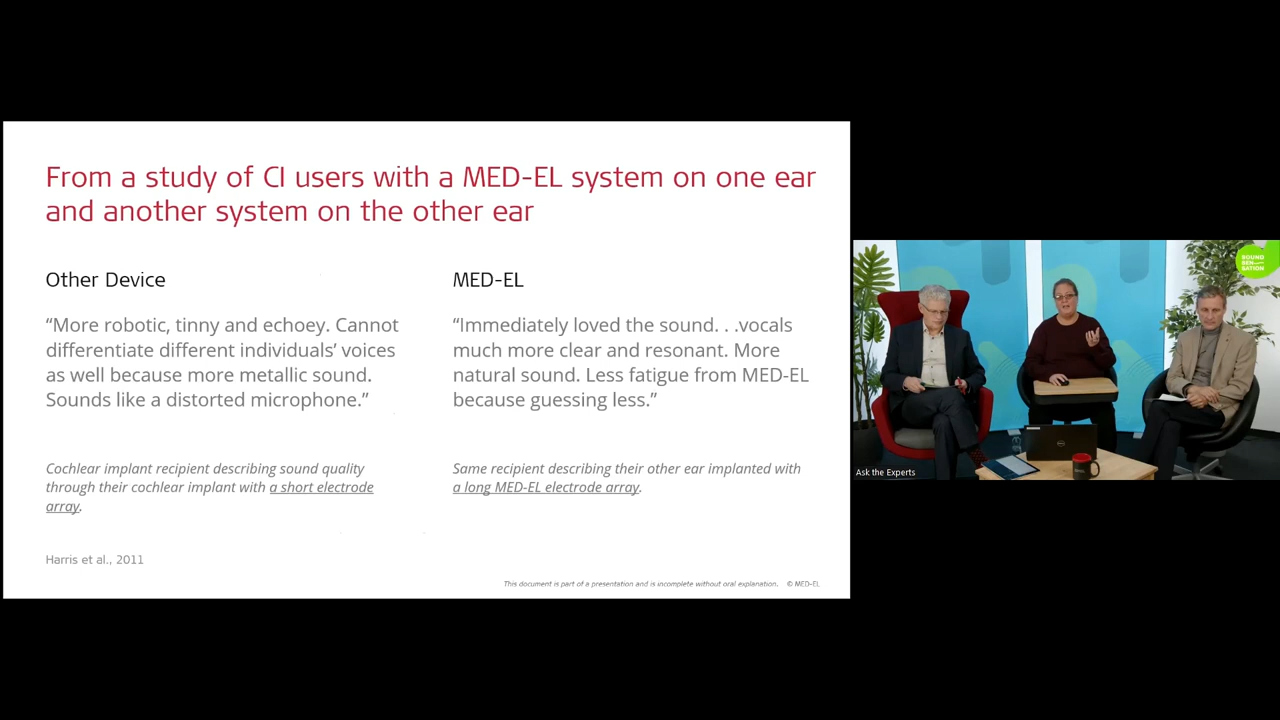 From a study of CI users with a MED-EL system on one ear
and another system on the other ear
Other Device
“More robotic, tinny and echoey. Cannot
differentiate different individuals’ voices
as well because more metallic sound.
Sounds like a distorted microphone.”
Cochlear implant recipient describing sound quality
through their cochlear implant with a short electrode
array.
MED-EL
“Immediately loved the sound. . .vocals
much more clear and resonant. More
natural sound. Less fatigue from MED-EL
because guessing less.”
Same recipient describing their other ear implanted with
a long MED-EL electrode array.
Harris et al., 2011
This document is part of a presentation and is incomplete without oral explanation. © MED-EL
SOUND
SEN
SATION
Ask the Experts